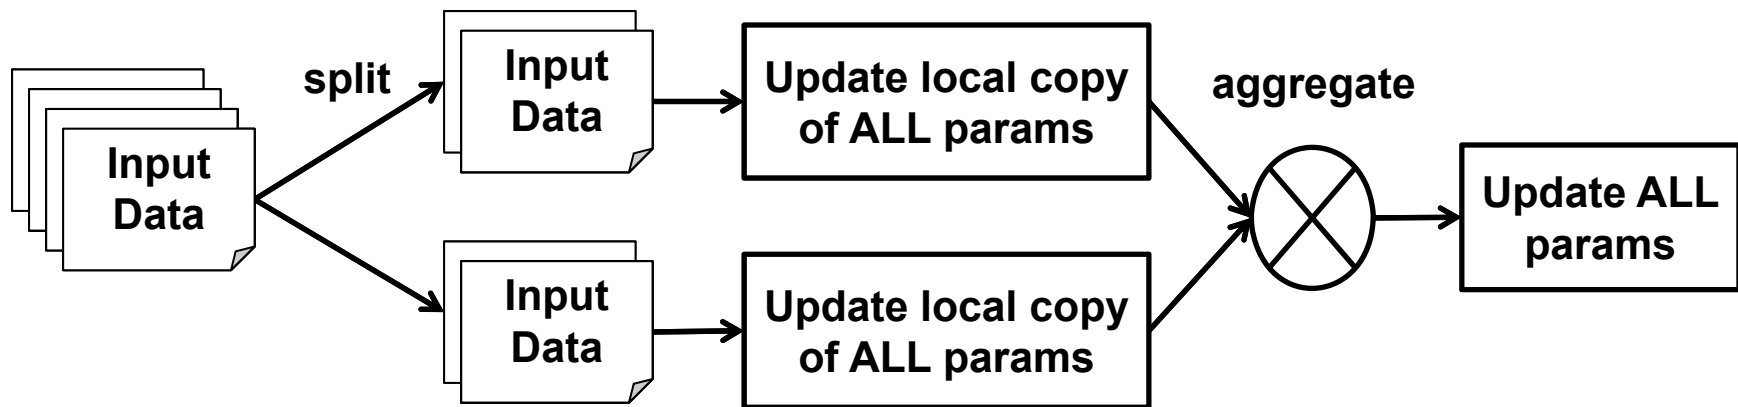 Input
Data
split
Input
Data
Update local copy
of ALL params
Input
Data
Update local copy
of ALL params
aggregate
Update ALL
params